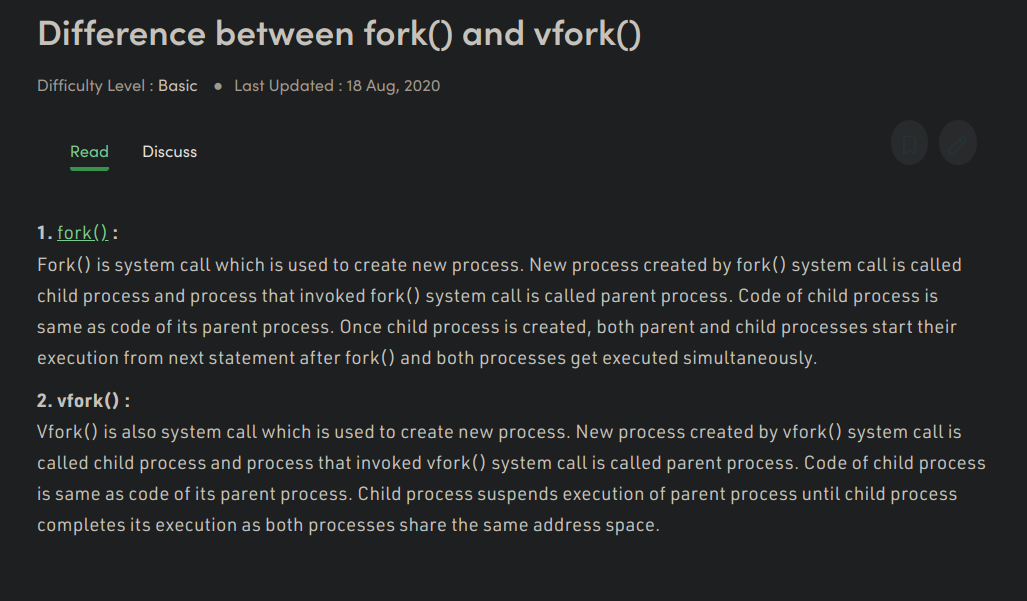 Difference between fork() and vfork()
Difficulty Level : Basic ● Last Updated : 18 Aug, 2020
Read Discuss
1. fork() :
Fork() is system call which is used to create new process. New process created by fork() system call is called
child process and process that invoked fork() system call is called parent process. Code of child process is
same as code of its parent process. Once child process is created, both parent and child processes start their
execution from next statement after fork() and both processes get executed simultaneously.
2. vfork() :
Vfork() is also system call which is used to create new process. New process created by vfork() system call is
called child process and process that invoked vfork() system call is called parent process. Code of child process
is same as code of its parent process. Child process suspends execution of parent process until child process
completes its execution as both processes share the same address space.